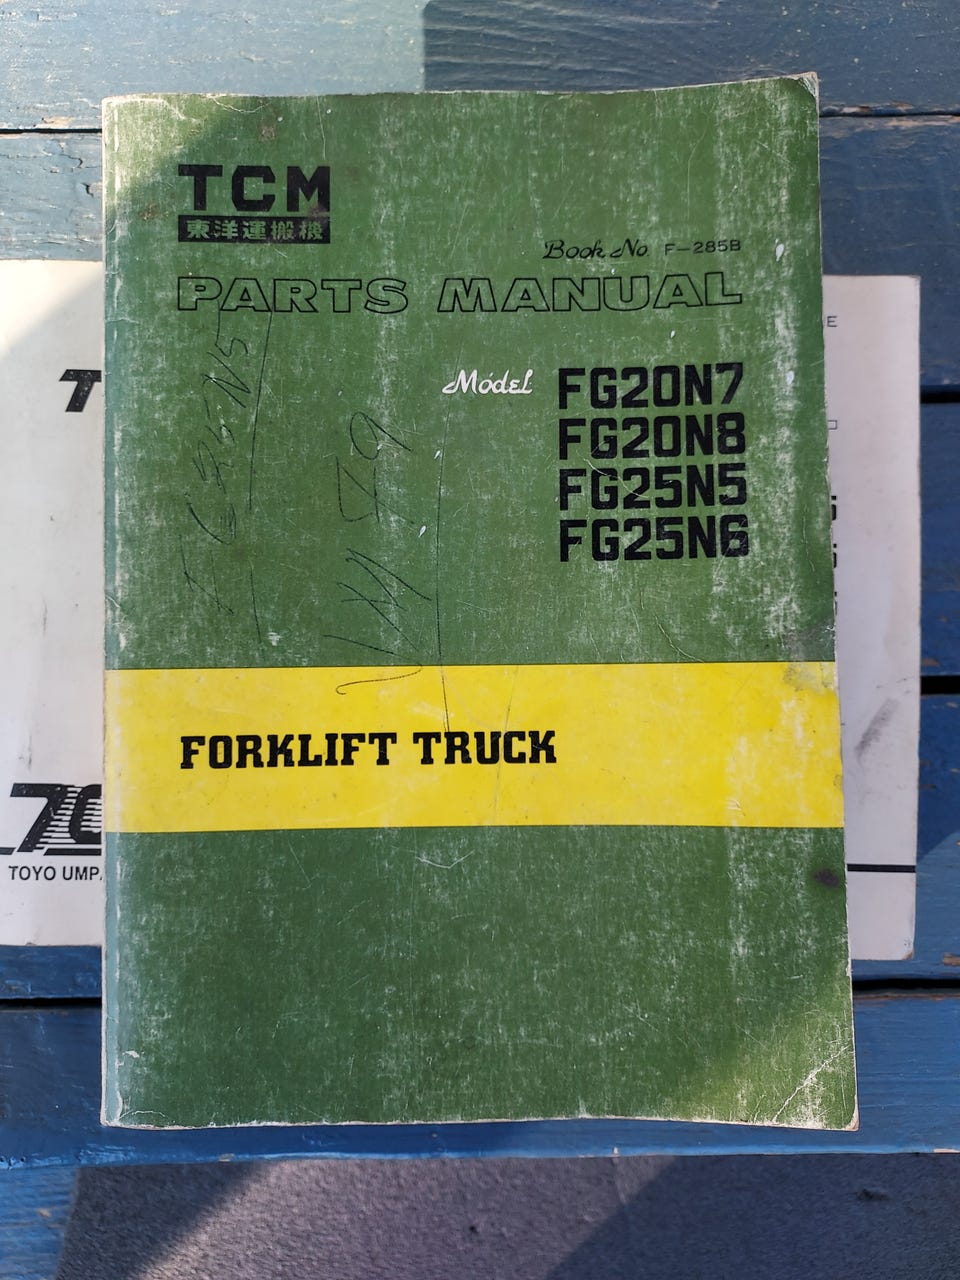 TCM
東洋運搬機
Book No. F-285B
PARTS MANUAL
Model FG20N7
FG20N8
FG25N5
FG25N6
FORKLIFT TRUCK
TOYO UMP